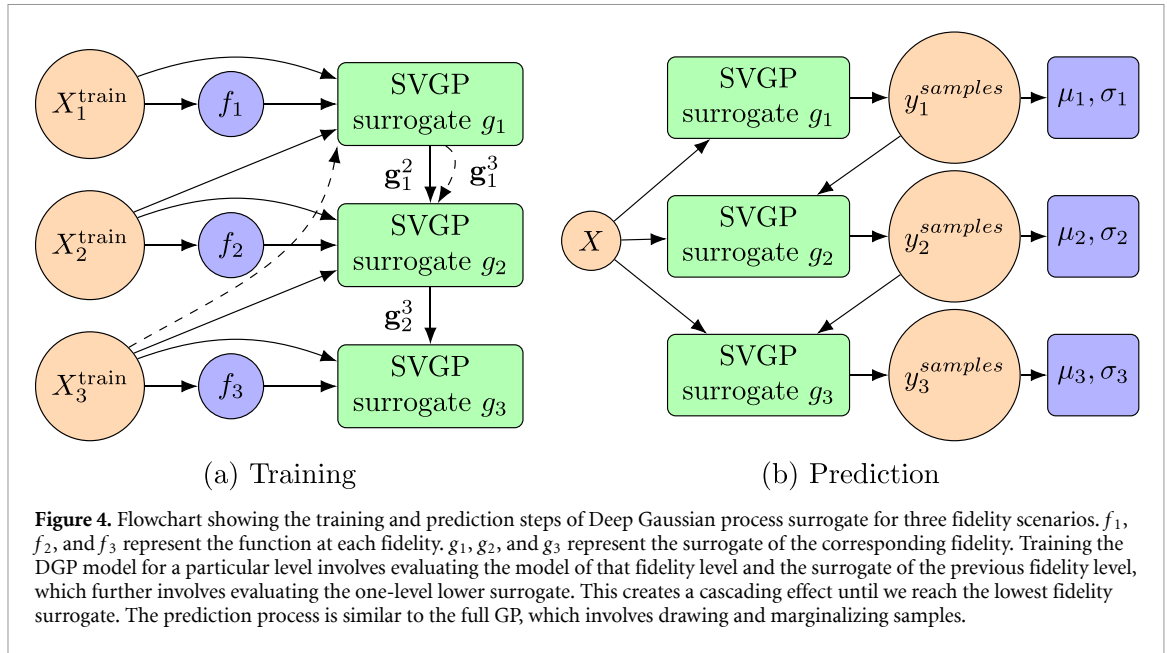 X_1^train
f_1
SVGP
surrogate g_1
g_1^2
g_1^3
X_2^train
f_2
SVGP
surrogate g_2
g_2^3
X_3^train
f_3
SVGP
surrogate g_3
(a) Training
X
SVGP
surrogate g_1
y_1^samples
μ_1, σ_1
SVGP
surrogate g_2
y_2^samples
μ_2, σ_2
SVGP
surrogate g_3
y_3^samples
μ_3, σ_3
(b) Prediction
Figure 4. Flowchart showing the training and prediction steps of Deep Gaussian process surrogate for three fidelity scenarios. f_1,
f_2, and f_3 represent the function at each fidelity. g_1, g_2, and g_3 represent the surrogate of the corresponding fidelity. Training the
DGP model for a particular level involves evaluating the model of that fidelity level and the surrogate of the previous fidelity level,
which further involves evaluating the one-level lower surrogate. This creates a cascading effect until we reach the lowest fidelity
surrogate. The prediction process is similar to the full GP, which involves drawing and marginalizing samples.